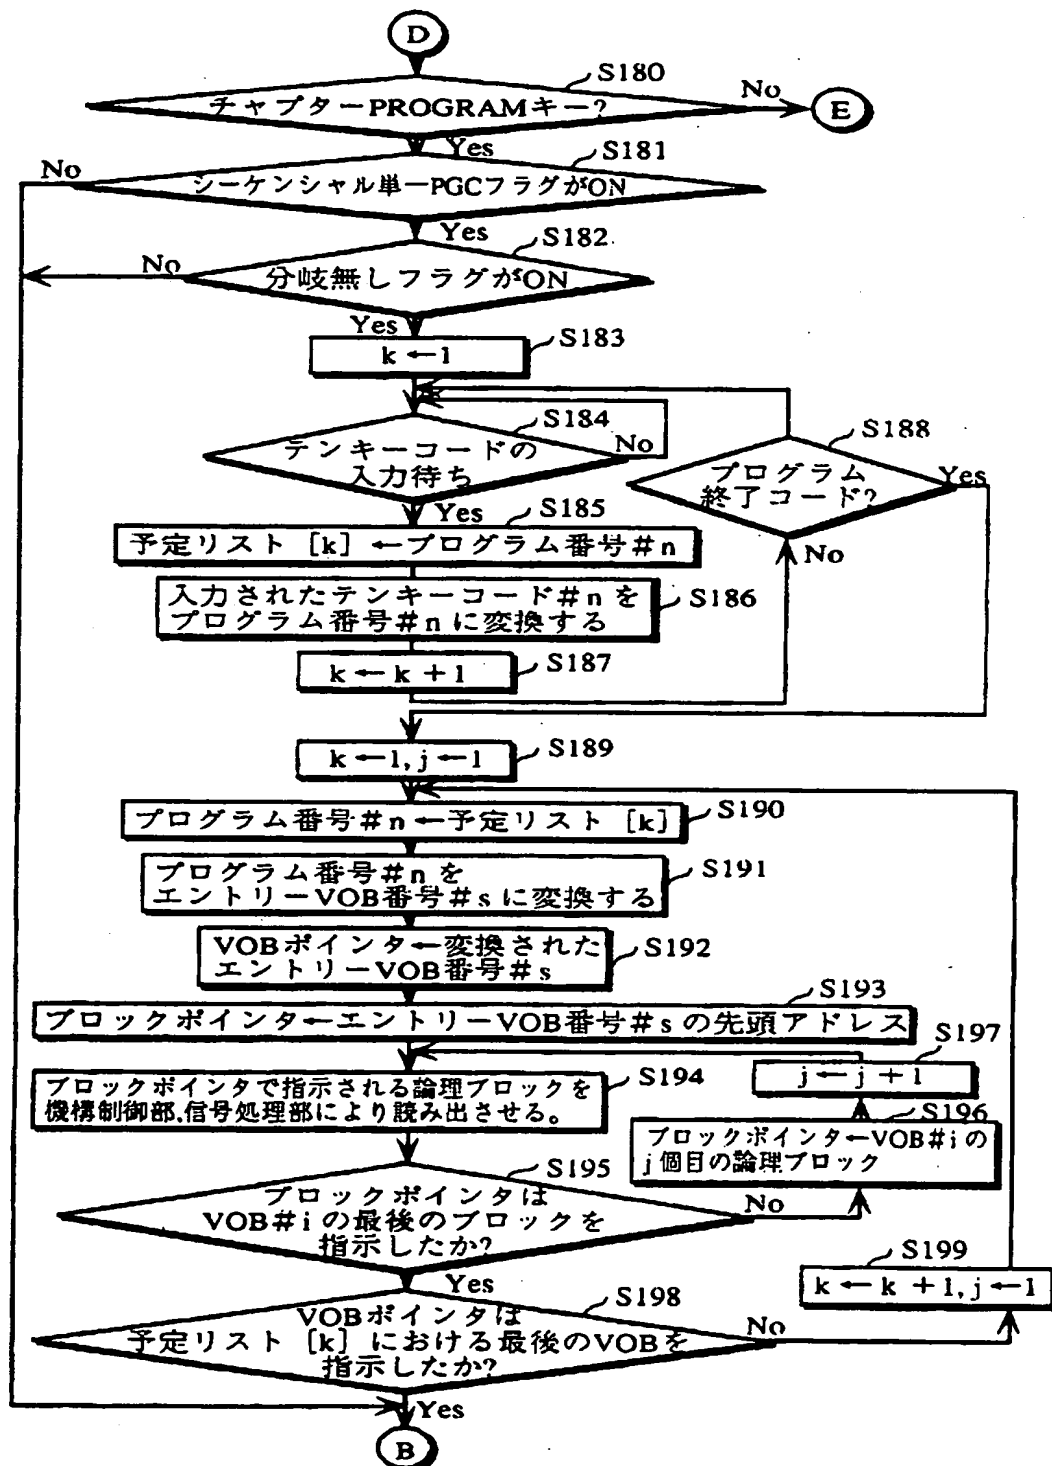 D
S180
チャプターPROGRAMキー?
No
E
Yes
S181
No
シーケンシャル単一PGCフラグがON
Yes
S182
No
分岐無しフラグがON
Yes
S183
k←1
S184
テンキーコードの
入力待ち
No
S188
プログラム
終了コード?
Yes
No
Yes
S185
予定リスト [k] ←プログラム番号#n
入力されたテンキーコード#nを
プログラム番号#nに変換する
S186
k←k+1
S187
k←1, j←1
S189
プログラム番号#n←予定リスト [k]
S190
プログラム番号#nを
エントリーVOB番号#sに変換する
S191
VOBポインタ←変換された
エントリーVOB番号#s
S192
S193
ブロックポインタ←エントリーVOB番号#sの先頭アドレス
S197
j←j+1
ブロックポインタで指示される論理ブロックを
機構制御部,信号処理部により読み出させる。
S194
S196
ブロックポインタ←VOB#iの
j個目の論理ブロック
S195
ブロックポインタは
VOB#iの最後のブロックを
指示したか?
No
Yes
S199
k←k+1, j←1
S198
VOBポインタは
予定リスト [k] における最後のVOBを
指示したか?
No
Yes
B